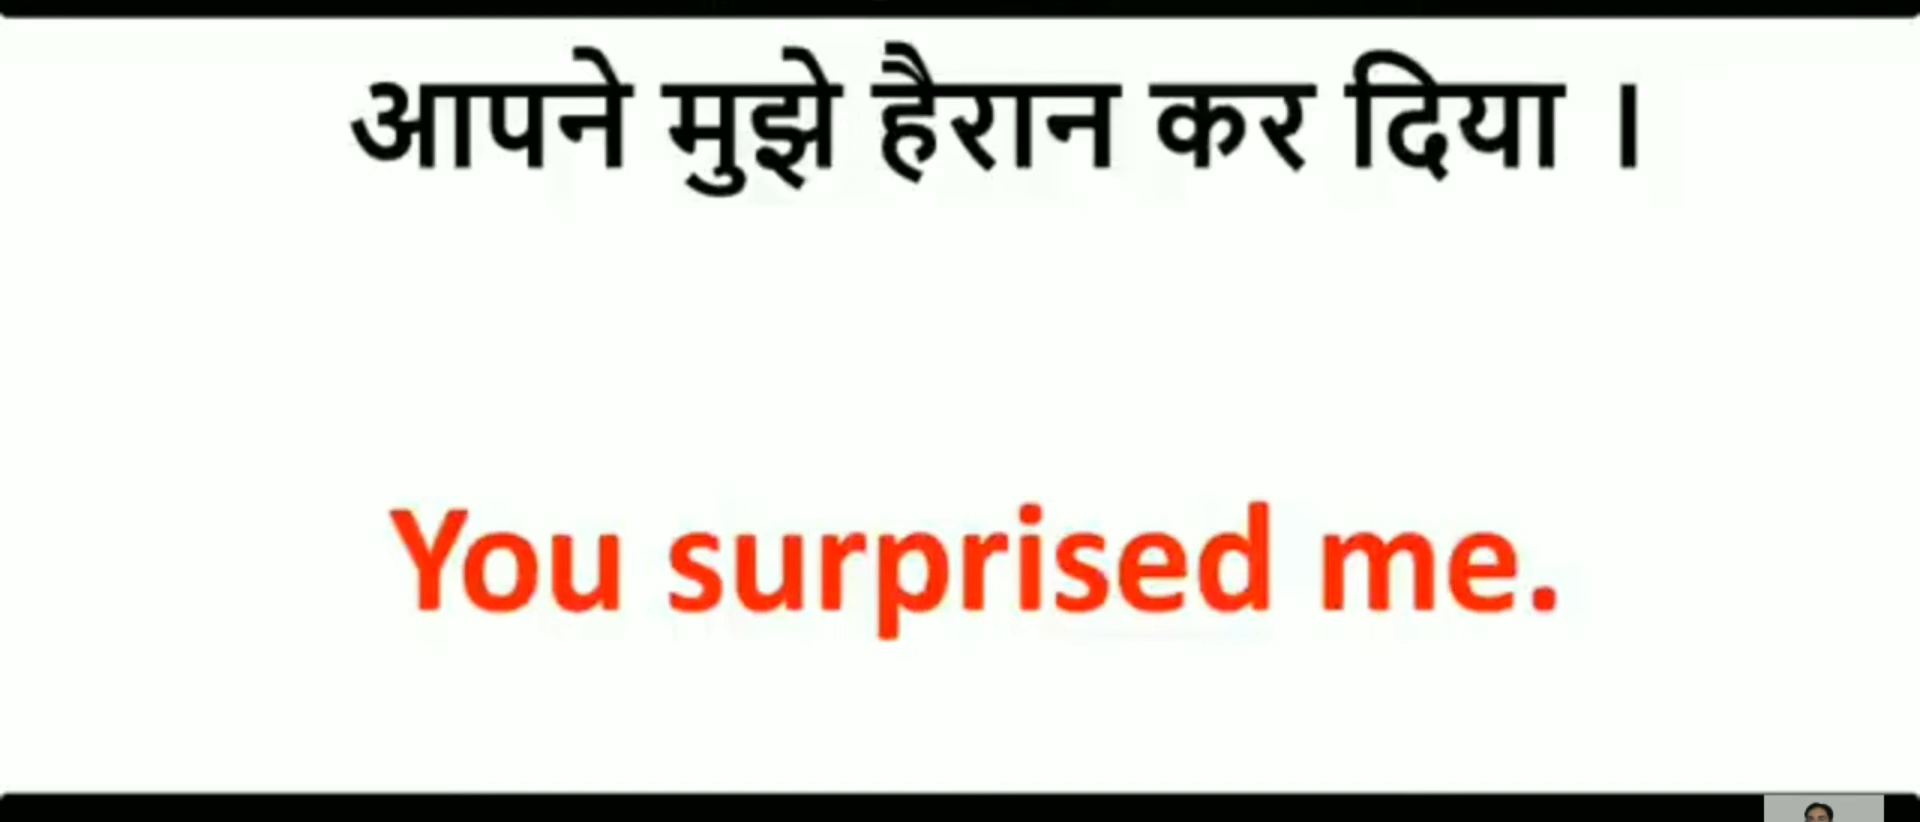 आपने मुझे हैरान कर दिया ।
You surprised me.